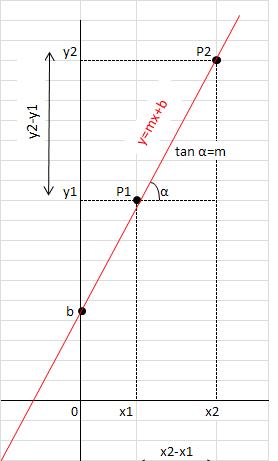 y2
P2
y2-y1
y=mx+b
tan α=m
y1
P1
α
b
0
x1
x2
x2-x1